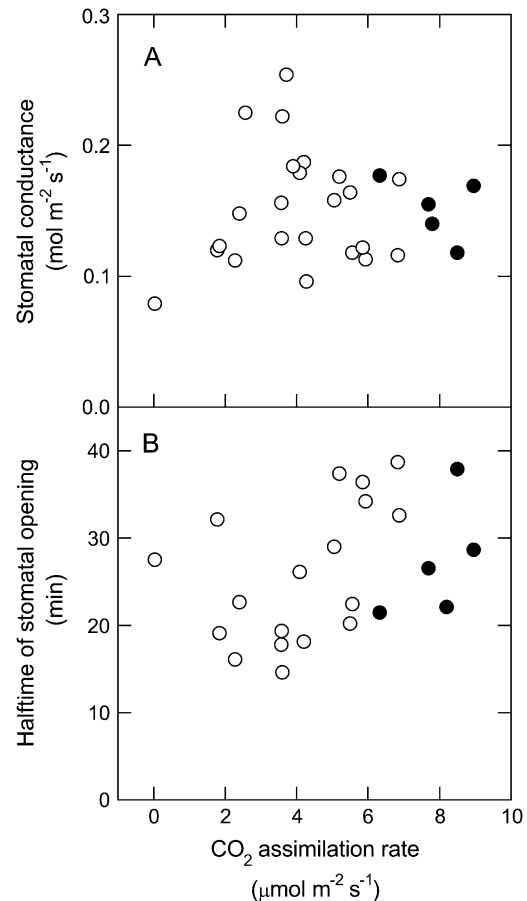 0.3
A
0.2
0.1
0.0
Stomatal conductance
(mol m-2 s-1)
B
40
30
20
10
0
Halftime of stomatal opening
(min)
0 2 4 6 8 10
CO2 assimilation rate
(μmol m-2 s-1)